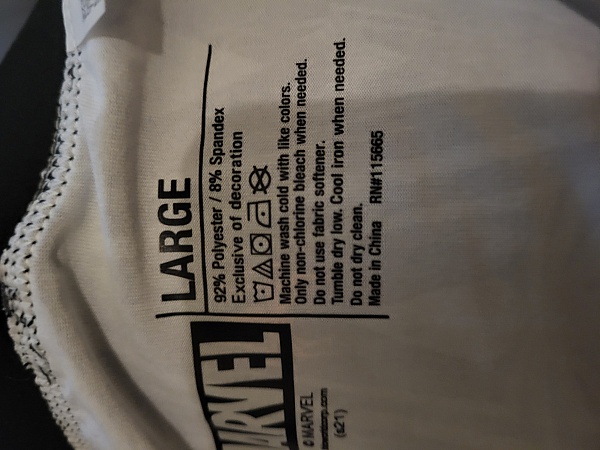 LARGE
92% Polyester / 8% Spandex
Exclusive of decoration
Machine wash cold with like colors.
Only non-chlorine bleach when needed.
Do not use fabric softener.
Tumble dry low. Cool iron when needed.
Do not dry clean.
Made in China RN#115665
MARVEL
© MARVEL
(s21)